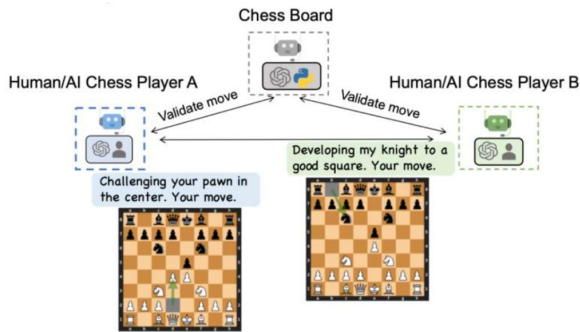 Chess Board
Human/AI Chess Player A
Human/AI Chess Player B
Validate move
Validate move
Developing my knight to a
good square. Your move.
Challenging your pawn in
the center. Your move.